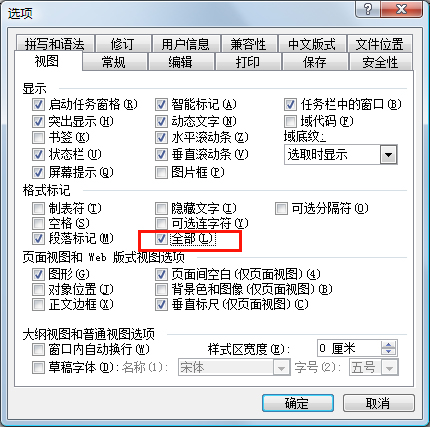 选项
拼写和语法 修订 用户信息 兼容性 中文版式 文件位置
视图 常规 编辑 打印 保存 安全性
显示
启动任务窗格(R) 智能标记(A) 任务栏中的窗口(B)
突出显示(H) 动态文字(N) 域代码(F)
书签(K) 水平滚动条(Z) 域底纹:
状态栏(U) 垂直滚动条(V) 选取时显示
屏幕提示(S) 图片框(P)
格式标记
制表符(T) 隐藏文字(I) 可选分隔符(O)
空格(S) 可选连字符(Y)
段落标记(M) 全部(L)
页面视图和 Web 版式视图选项
图形(G) 页面间空白(仅页面视图)(4)
对象位置(J) 背景色和图像(仅页面视图)(B)
正文边框(X) 垂直标尺(仅页面视图)(C)
大纲视图和普通视图选项
窗口内自动换行(W) 样式区宽度(E): 0 厘米
草稿字体(D): 名称(1): 宋体 字号(2): 五号
确定 取消